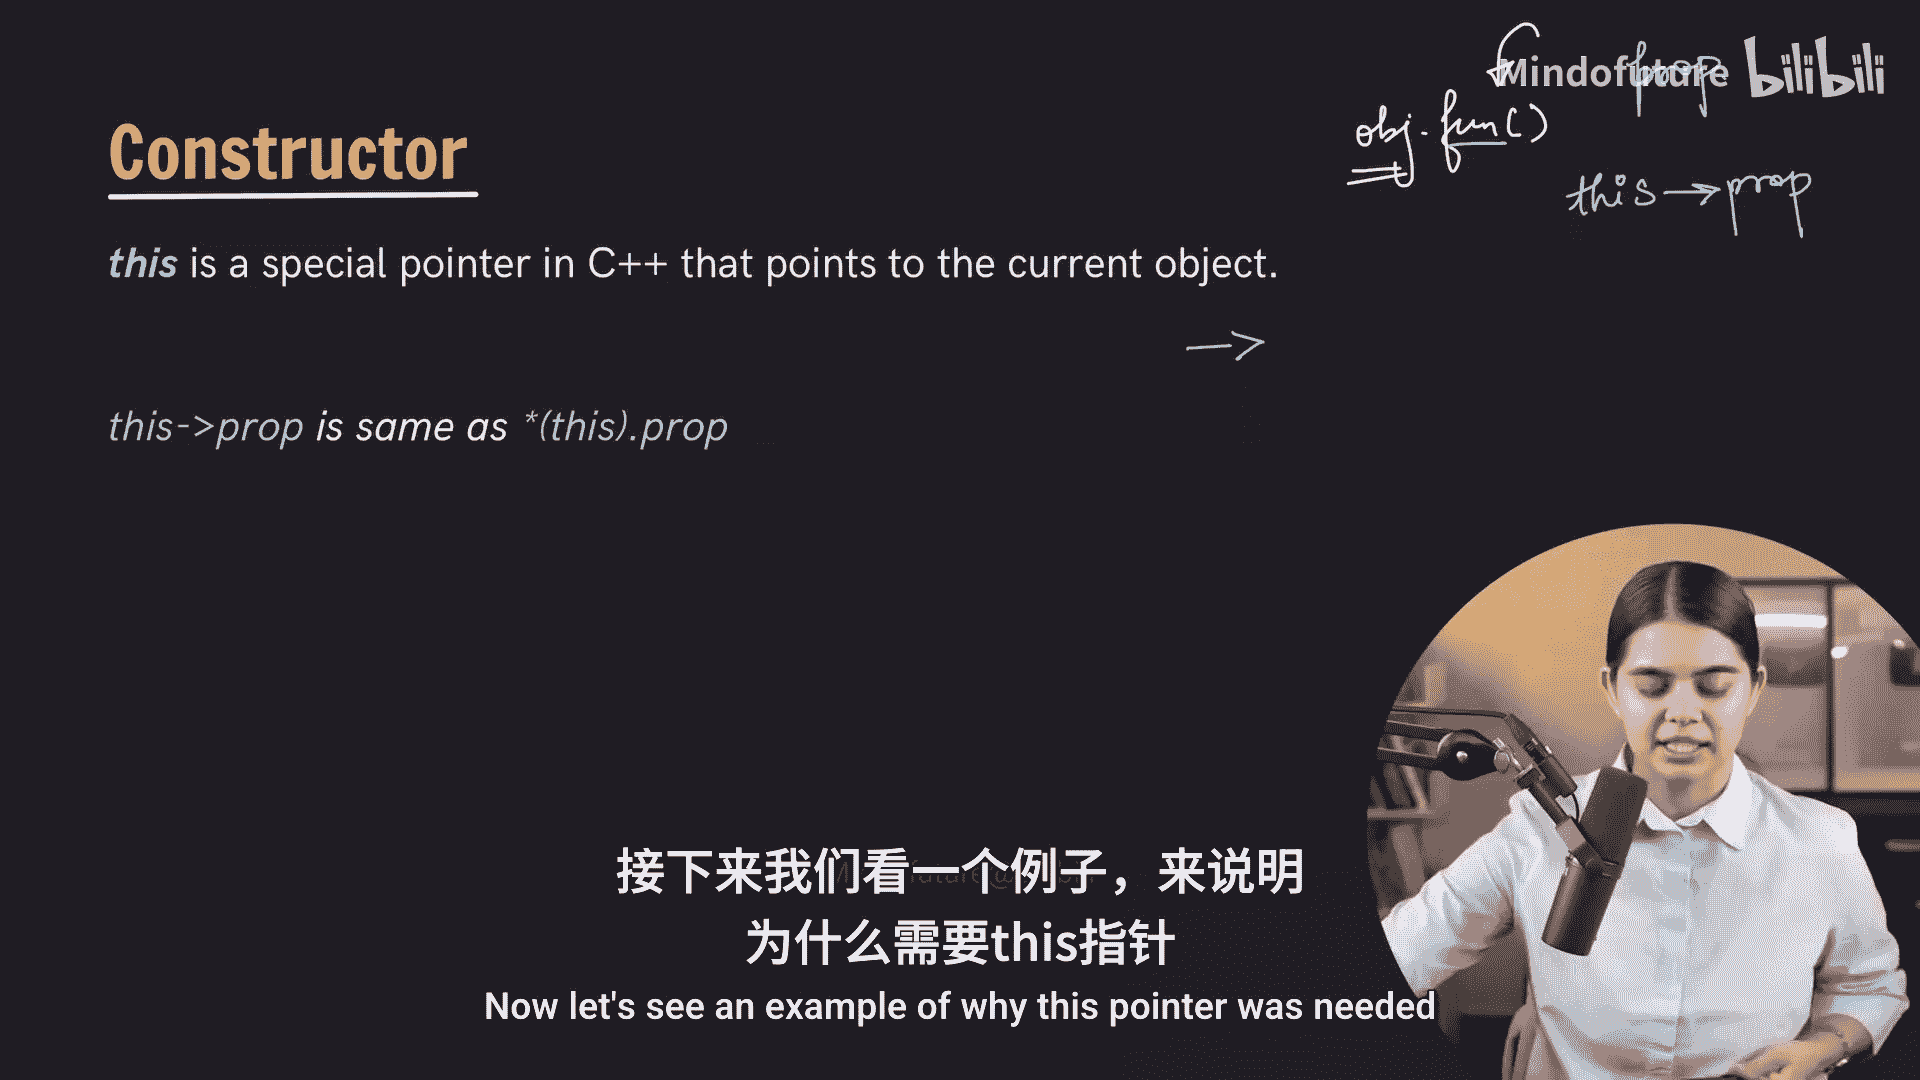 Mindofuture bilibili
prop
obj.fun()
Constructor
this→prop
this is a special pointer in C++ that points to the current object.
→
this->prop is same as *(this).prop
接下来我们看一个例子，来说明
为什么需要this指针
Now let's see an example of why this pointer was needed